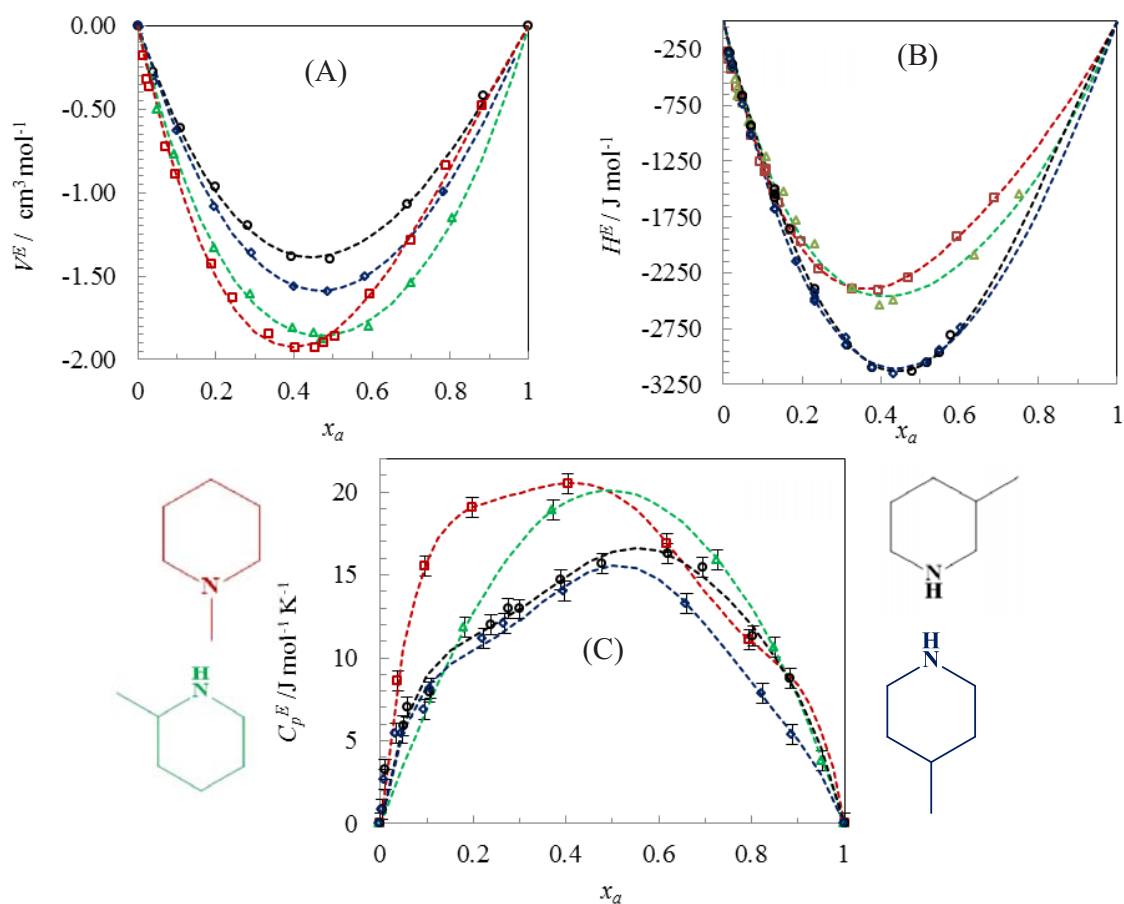 0.00
-0.50
-1.00
-1.50
-2.00
V^E / cm³ mol⁻¹
(A)
0 0.2 0.4 0.6 0.8 1
x_a
-250
-750
-1250
-1750
-2250
-2750
-3250
H^E / J mol⁻¹
(B)
0 0.2 0.4 0.6 0.8 1
x_a
N
H
N
20
15
10
5
0
C_p^E /J mol⁻¹ K⁻¹
(C)
0 0.2 0.4 0.6 0.8 1
x_a
N
H
H
N